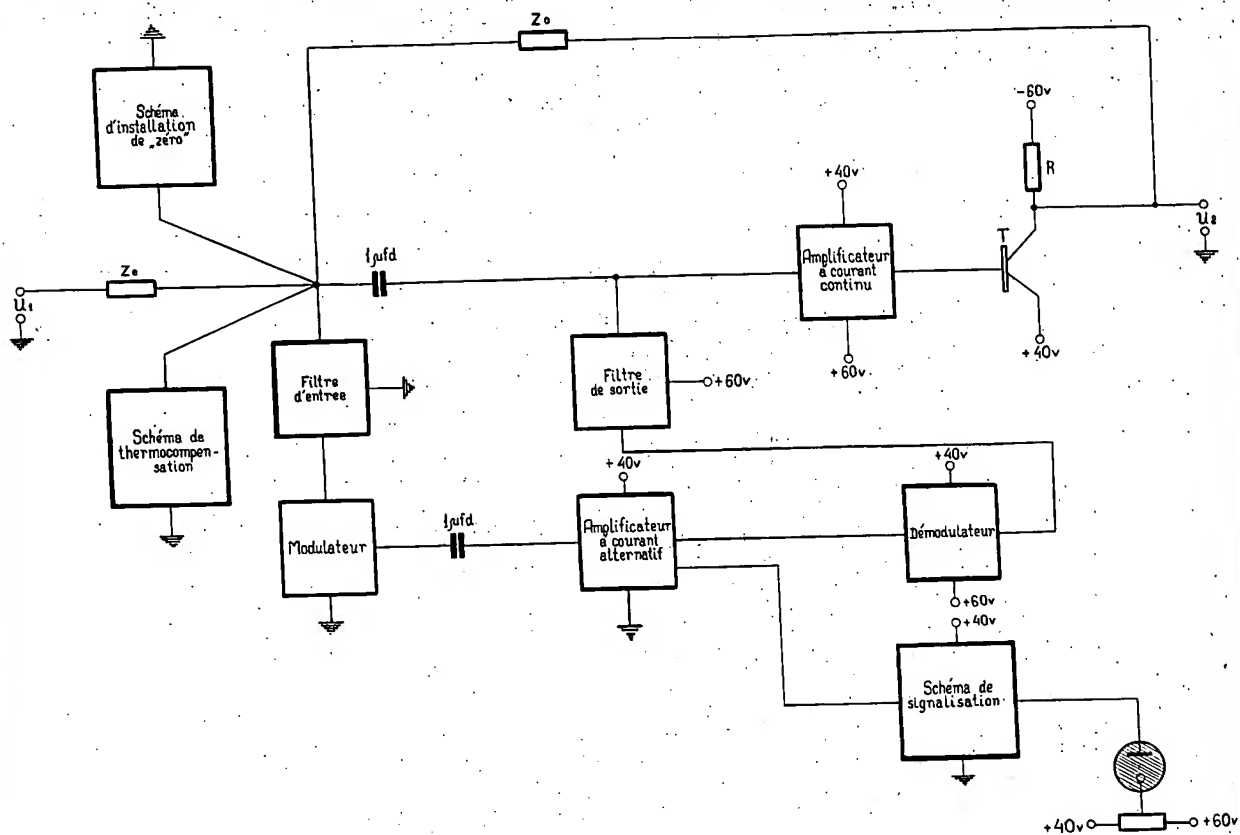 Zo
Schéma
d'installation
de „zéro"
-60v
R
+40v
U2
T
Amplificateur
à courant
continu
1µfd
Ze
U1
+60v
+40v
Filtre
d'entree
Filtre
de sortie
+60v
Schéma de
thermocompen-
sation
+40v
+40v
Modulateur
1µfd
Amplificateur
à courant
alternatif
Démodulateur
+60v
+40v
Schéma de
signalisation
+40v
+60v